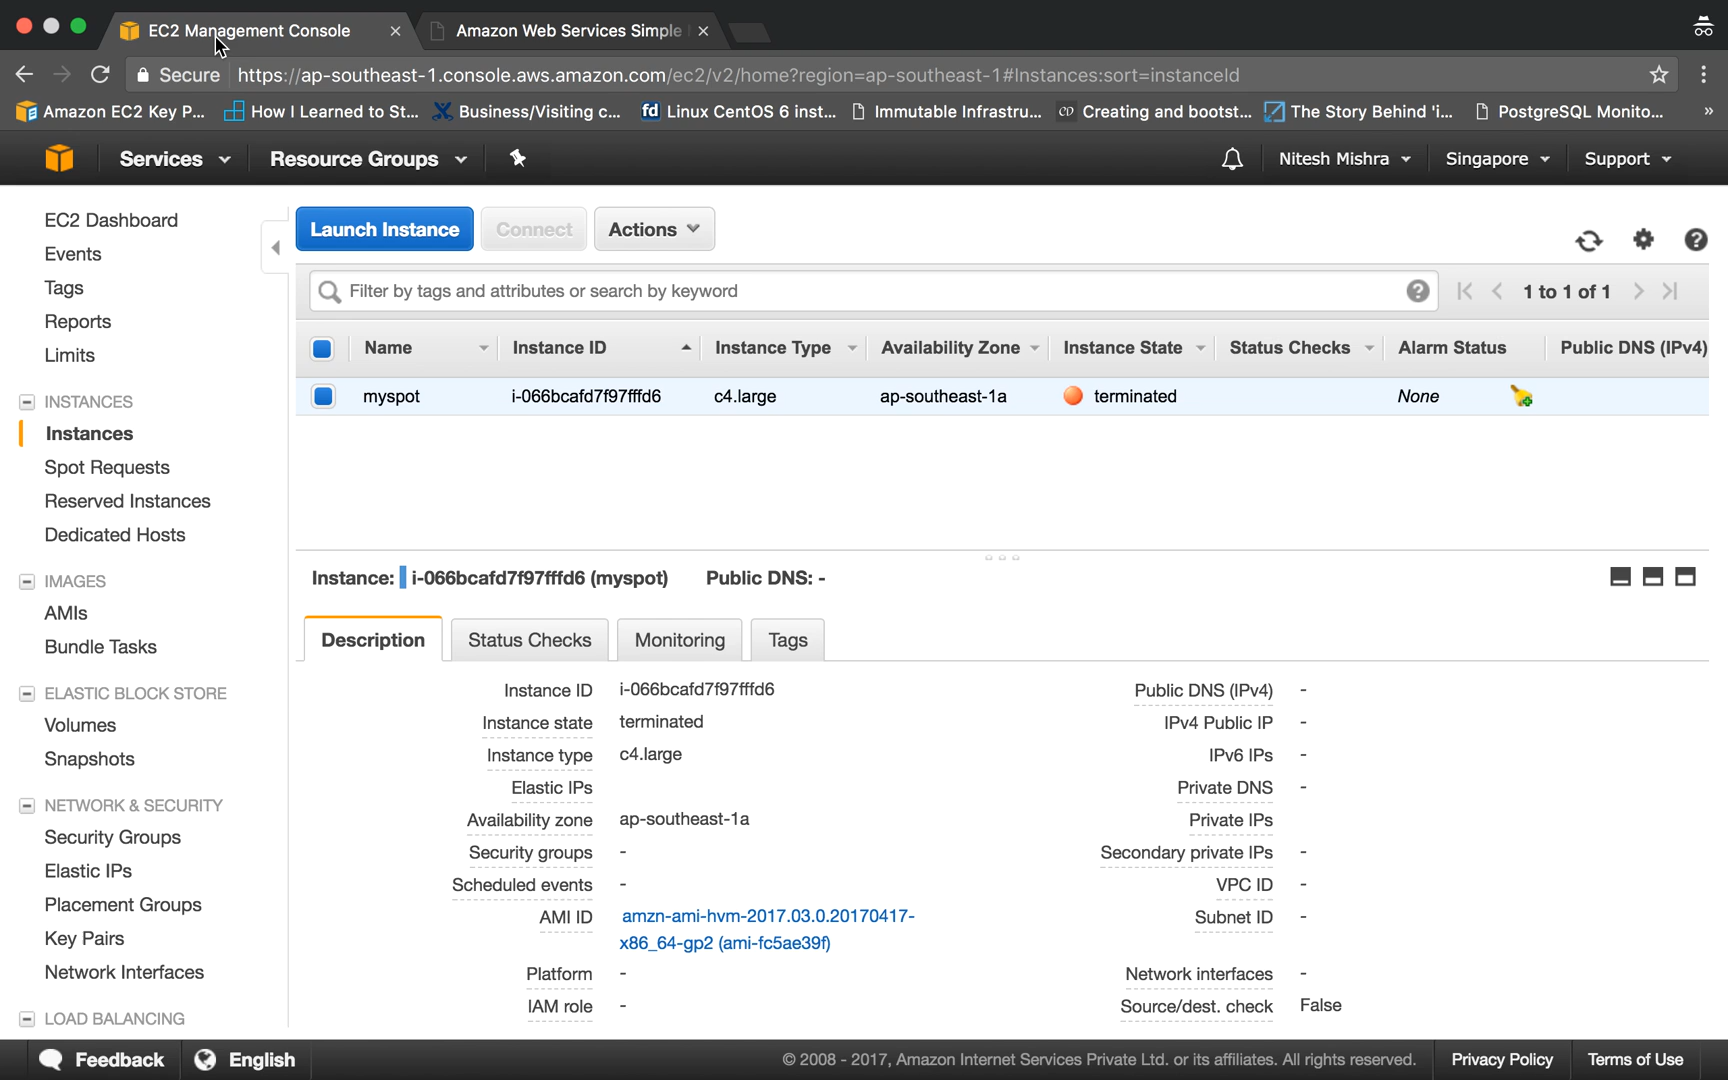 EC2 Management Console
Amazon Web Services Simple
Secure https://ap-southeast-1.console.aws.amazon.com/ec2/v2/home?region=ap-southeast-1#Instances:sort=instanceId
Amazon EC2 Key P... How I Learned to St... Business/Visiting c... fd Linux CentOS 6 inst... Immutable Infrastru... Creating and bootst... The Story Behind 'i... PostgreSQL Monito... »
Services Resource Groups Nitesh Mishra Singapore Support
EC2 Dashboard
Events
Tags
Reports
Limits
INSTANCES
Instances
Spot Requests
Reserved Instances
Dedicated Hosts
IMAGES
AMIs
Bundle Tasks
ELASTIC BLOCK STORE
Volumes
Snapshots
NETWORK & SECURITY
Security Groups
Elastic IPs
Placement Groups
Key Pairs
Network Interfaces
LOAD BALANCING
Launch Instance Connect Actions
Filter by tags and attributes or search by keyword
1 to 1 of 1
Name Instance ID Instance Type Availability Zone Instance State Status Checks Alarm Status Public DNS (IPv4)
myspot i-066bcafd7f97fffd6 c4.large ap-southeast-1a terminated None
Instance: i-066bcafd7f97fffd6 (myspot) Public DNS: -
Description Status Checks Monitoring Tags
Instance ID i-066bcafd7f97fffd6
Instance state terminated
Instance type c4.large
Elastic IPs
Availability zone ap-southeast-1a
Security groups -
Scheduled events -
AMI ID amzn-ami-hvm-2017.03.0.20170417-
x86_64-gp2 (ami-fc5ae39f)
Platform -
IAM role -
Public DNS (IPv4) -
IPv4 Public IP -
IPv6 IPs -
Private DNS -
Private IPs
Secondary private IPs -
VPC ID -
Subnet ID -
Network interfaces -
Source/dest. check False
Feedback English © 2008 - 2017, Amazon Internet Services Private Ltd. or its affiliates. All rights reserved. Privacy Policy Terms of Use